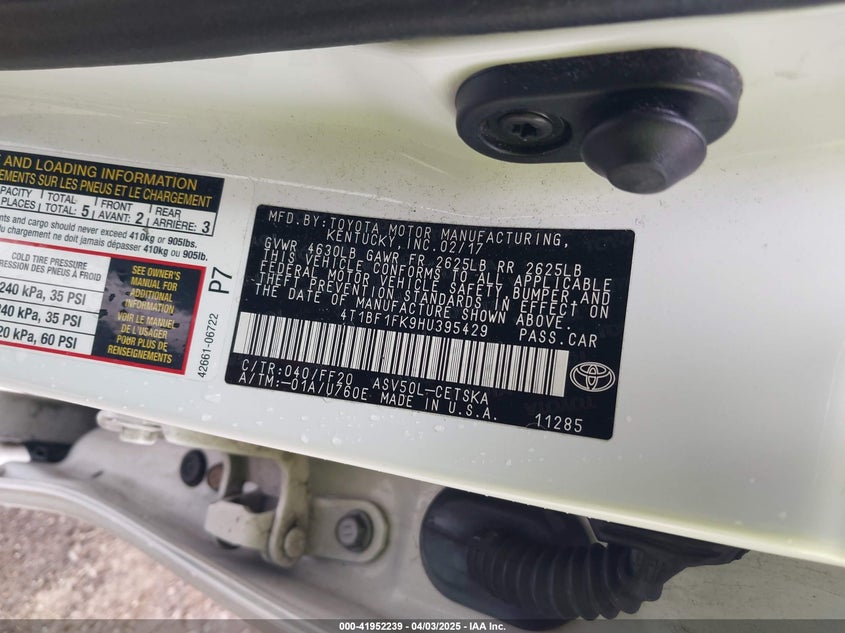 E AND LOADING INFORMATION
EMENTS SUR LES PNEUS ET LE CHARGEMENT
CAPACITY TOTAL FRONT REAR
PLACES TOTAL: 5 AVANT: 2 ARRIÈRE: 3
nts and cargo should never exceed 410kg or 905lbs.
rgement ne doit jamais dépasser 410kg ou 905lb.
COLD TIRE PRESSURE
PRESSION DES PNEUS À FROID
240 kPa, 35 PSI
240 kPa, 35 PSI
20 kPa, 60 PSI
SEE OWNER'S
MANUAL FOR
ADDITIONAL
INFORMATION
VOIR LE MANUEL
DE L'USAGER
POUR PLUS DE
RENSEIGNEMENTS
P7
42661-06722
MFD.BY:TOYOTA MOTOR MANUFACTURING,
KENTUCKY,INC.02/17
GVWR 4630LB GAWR FR 2625LB RR 2625LB
THIS VEHICLE CONFORMS TO ALL APPLICABLE
FEDERAL MOTOR VEHICLE SAFETY,BUMPER,AND
THEFT PREVENTION STANDARDS IN EFFECT ON
THE DATE OF MANUFACTURE SHOWN ABOVE.
4T1BF1FK9HU395429 PASS.CAR
C/TR:040/FF20 ASV50L-CETSKA
A/TM:-01A/U760E MADE IN U.S.A.
11285
000-41952239 - 04/03/2025 - IAA Inc.